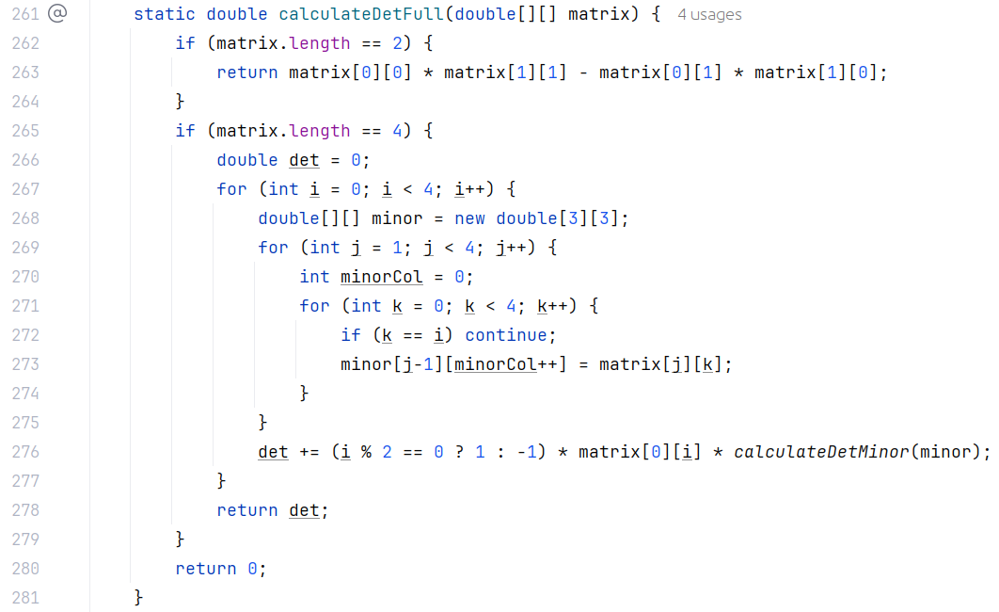 261 @ static double calculateDetFull(double[][] matrix) { 4 usages
262 if (matrix.length == 2) {
263 return matrix[0][0] * matrix[1][1] - matrix[0][1] * matrix[1][0];
264 }
265 if (matrix.length == 4) {
266 double det = 0;
267 for (int i = 0; i < 4; i++) {
268 double[][] minor = new double[3][3];
269 for (int j = 1; j < 4; j++) {
270 int minorCol = 0;
271 for (int k = 0; k < 4; k++) {
272 if (k == i) continue;
273 minor[j-1][minorCol++] = matrix[j][k];
274 }
275 }
276 det += (i % 2 == 0 ? 1 : -1) * matrix[0][i] * calculateDetMinor(minor);
277 }
278 return det;
279 }
280 return 0;
281 }